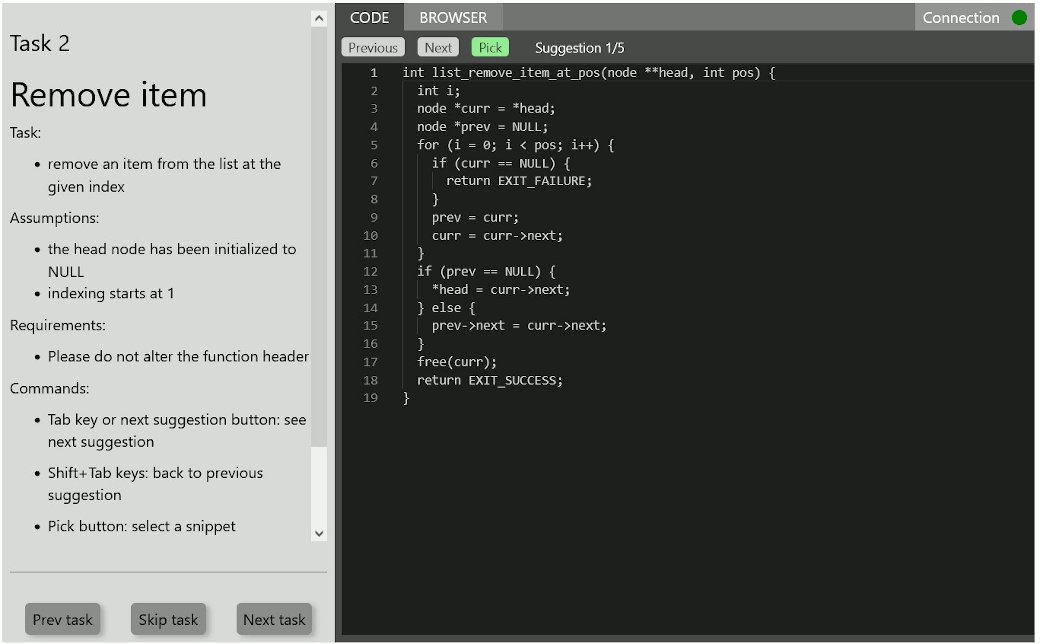 Task 2
Remove item
Task:
• remove an item from the list at the
given index
Assumptions:
• the head node has been initialized to
NULL
• indexing starts at 1
Requirements:
• Please do not alter the function header
Commands:
• Tab key or next suggestion button: see
next suggestion
• Shift+Tab keys: back to previous
suggestion
• Pick button: select a snippet
Prev task Skip task Next task
CODE BROWSER Connection
Previous Next Pick Suggestion 1/5
1 int list_remove_item_at_pos(node **head, int pos) {
2   int i;
3   node *curr = *head;
4   node *prev = NULL;
5   for (i = 0; i < pos; i++) {
6     if (curr == NULL) {
7       return EXIT_FAILURE;
8     }
9     prev = curr;
10     curr = curr->next;
11   }
12   if (prev == NULL) {
13     *head = curr->next;
14   } else {
15     prev->next = curr->next;
16   }
17   free(curr);
18   return EXIT_SUCCESS;
19 }